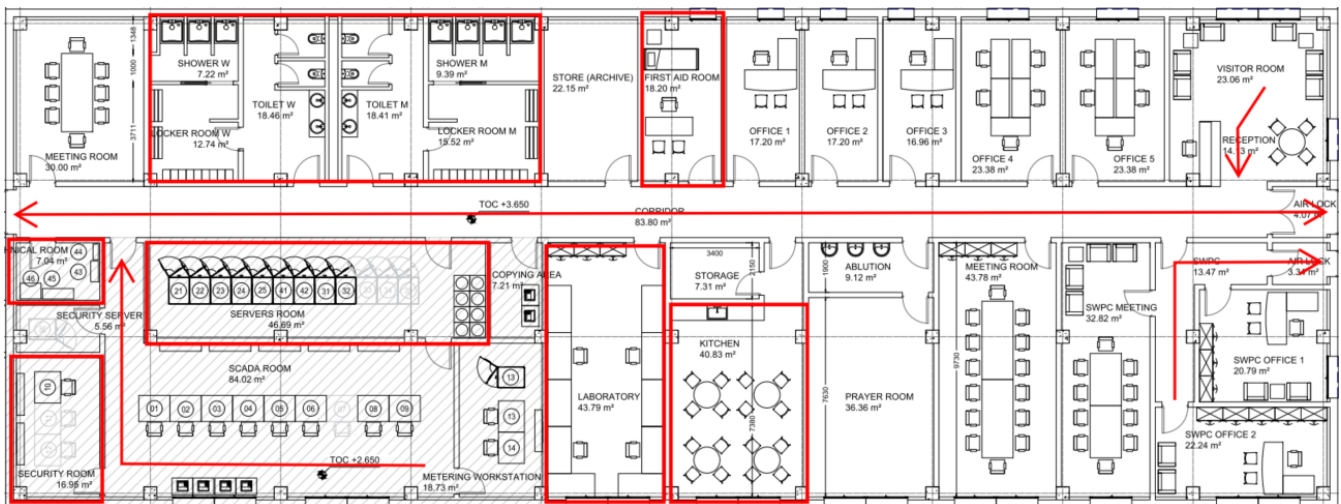 SHOWER W
7.22 m²
TOILET W
18.46 m²
TOILET M
18.41 m²
SHOWER M
9.39 m²
LOCKER ROOM W
12.74 m²
LOCKER ROOM M
15.52 m²
MEETING ROOM
30.00 m²
1348
1000
3711
STORE (ARCHIVE)
22.15 m²
FIRST AID ROOM
18.20 m²
OFFICE 1
17.20 m²
OFFICE 2
17.20 m²
OFFICE 3
16.96 m²
OFFICE 4
23.38 m²
OFFICE 5
23.38 m²
VISITOR ROOM
23.06 m²
RECEPTION
TOC +3.650
CORRIDOR
83.80 m²
AIR LOCK
4.07 m²
NICAL ROOM
7.04 m²
44
46
45
43
SECURITY SERVER
5.56 m²
21
22
23
24
25
41
42
31
32
SERVERS ROOM
46.69 m²
COPYING AREA
7.21 m²
SCADA ROOM
84.02 m²
01
02
03
04
05
06
07
08
09
10
SECURITY ROOM
16.95 m²
TOC +2.650
13
13
14
METERING WORKSTATION
18.73 m²
LABORATORY
43.79 m²
3400
2150
STORAGE
7.31 m²
KITCHEN
40.83 m²
7380
1900
ABLUTION
9.12 m²
7630
PRAYER ROOM
36.36 m²
MEETING ROOM
43.78 m²
9730
SWPC MEETING
32.82 m²
SWPC
13.47 m²
AIR LOCK
SWPC OFFICE 1
20.79 m²
SWPC OFFICE 2
22.24 m²